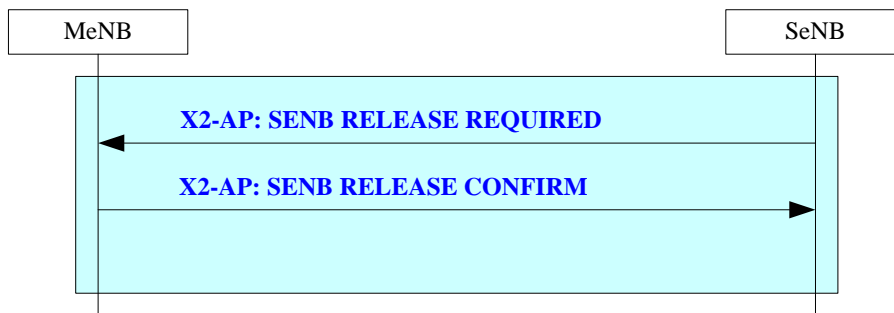 MeNB
SeNB
X2-AP: SENB RELEASE REQUIRED
X2-AP: SENB RELEASE CONFIRM